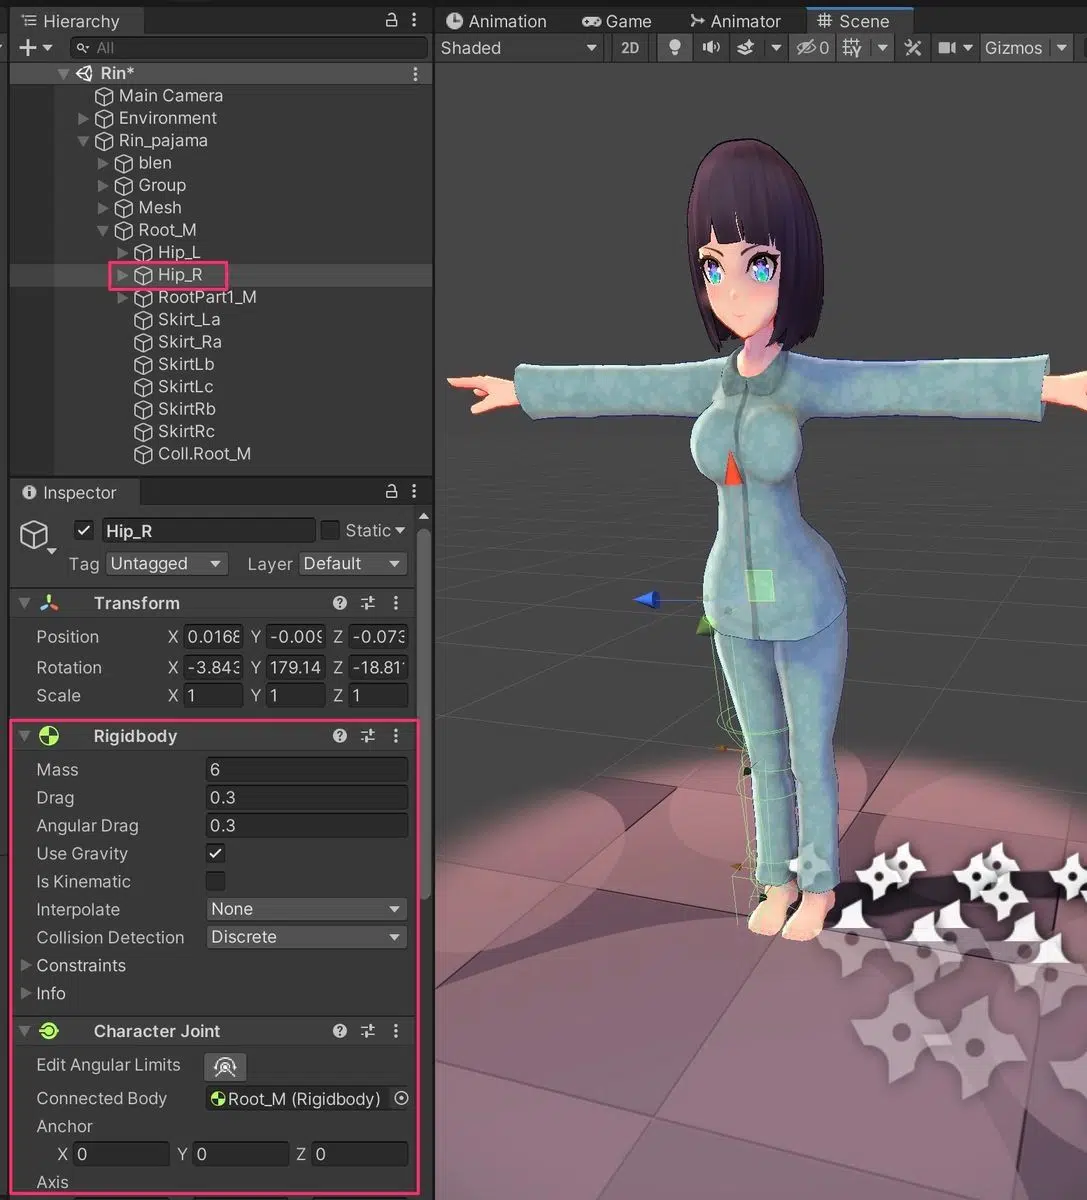 Hierarchy
All
Rin*
Main Camera
Environment
Rin_pajama
blen
Group
Mesh
Root_M
Hip_L
Hip_R
RootPart1_M
Skirt_La
Skirt_Ra
SkirtLb
SkirtLc
SkirtRb
SkirtRc
Coll.Root_M
Inspector
Hip_R Static
Tag Untagged Layer Default
Transform
Position X 0.0168 Y -0.009 Z -0.073
Rotation X -3.843 Y 179.14 Z -18.81
Scale X 1 Y 1 Z 1
Rigidbody
Mass 6
Drag 0.3
Angular Drag 0.3
Use Gravity
Is Kinematic
Interpolate None
Collision Detection Discrete
Constraints
Info
Character Joint
Edit Angular Limits
Connected Body Root_M (Rigidbody)
Anchor
X 0 Y 0 Z 0
Axis
Animation Game Animator Scene
Shaded 2D 0 Gizmos